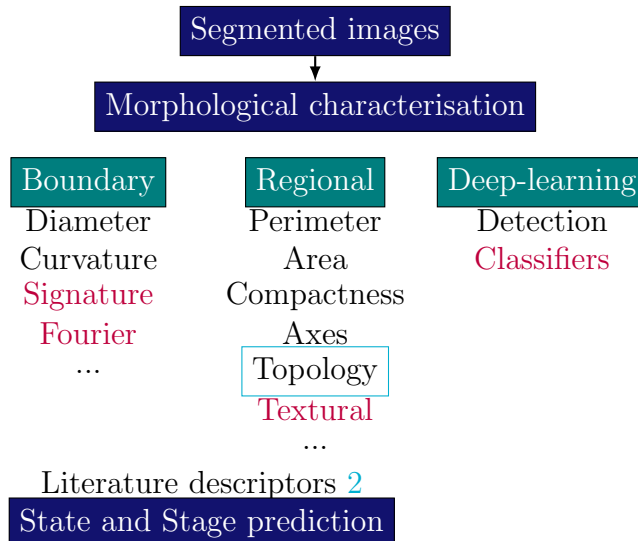 Segmented images
Morphological characterisation
Boundary
Diameter
Curvature
Signature
Fourier
...
Regional
Perimeter
Area
Compactness
Axes
Topology
Textural
...
Deep-learning
Detection
Classifiers
Literature descriptors 2
State and Stage prediction